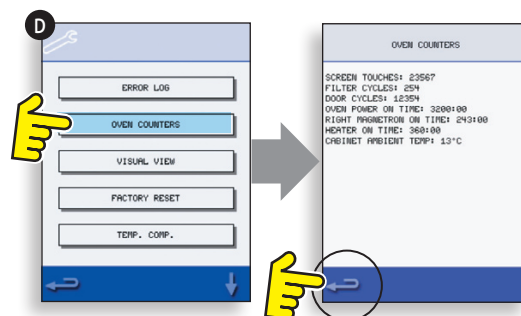 D
ERROR LOG
OVEN COUNTERS
VISUAL VIEW
FACTORY RESET
TEMP. COMP.
OVEN COUNTERS
SCREEN TOUCHES: 23567
FILTER CYCLES: 254
DOOR CYCLES: 12354
OVEN POWER ON TIME: 3200:00
RIGHT MAGNETRON ON TIME: 243:00
HEATER ON TIME: 360:00
CABINET AMBIENT TEMP: 13°C